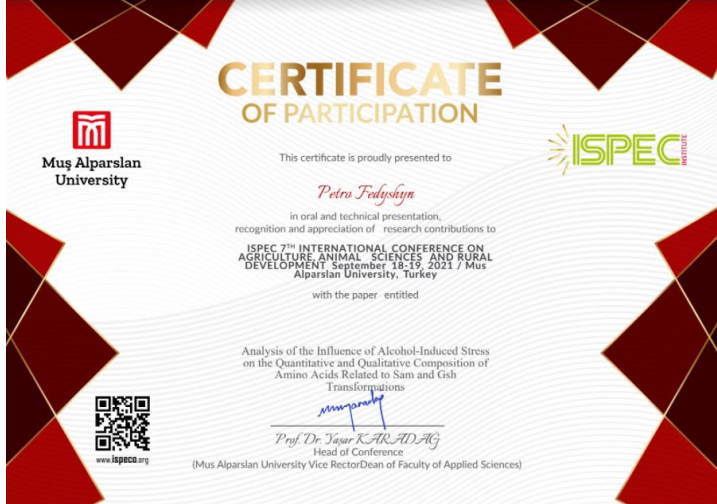 CERTIFICATE
OF PARTICIPATION
Muş Alparslan
University
ISPEC
INSTITUTE
This certificate is proudly presented to
Petro Fedyshyn
in oral and technical presentation,
recognition and appreciation of research contributions to
ISPEC 7TH INTERNATIONAL CONFERENCE ON
AGRICULTURE, ANIMAL SCIENCES AND RURAL
DEVELOPMENT September 18-19, 2021 / Mus
Alparslan University, Turkey
with the paper entitled
Analysis of the Influence of Alcohol-Induced Stress
on the Quantitative and Qualitative Composition of
Amino Acids Related to Sam and Gsh
Transformations
Prof. Dr. Yaşar KARADAĞ
Head of Conference
(Mus Alparslan University Vice RectorDean of Faculty of Applied Sciences)
www.ispeco.org